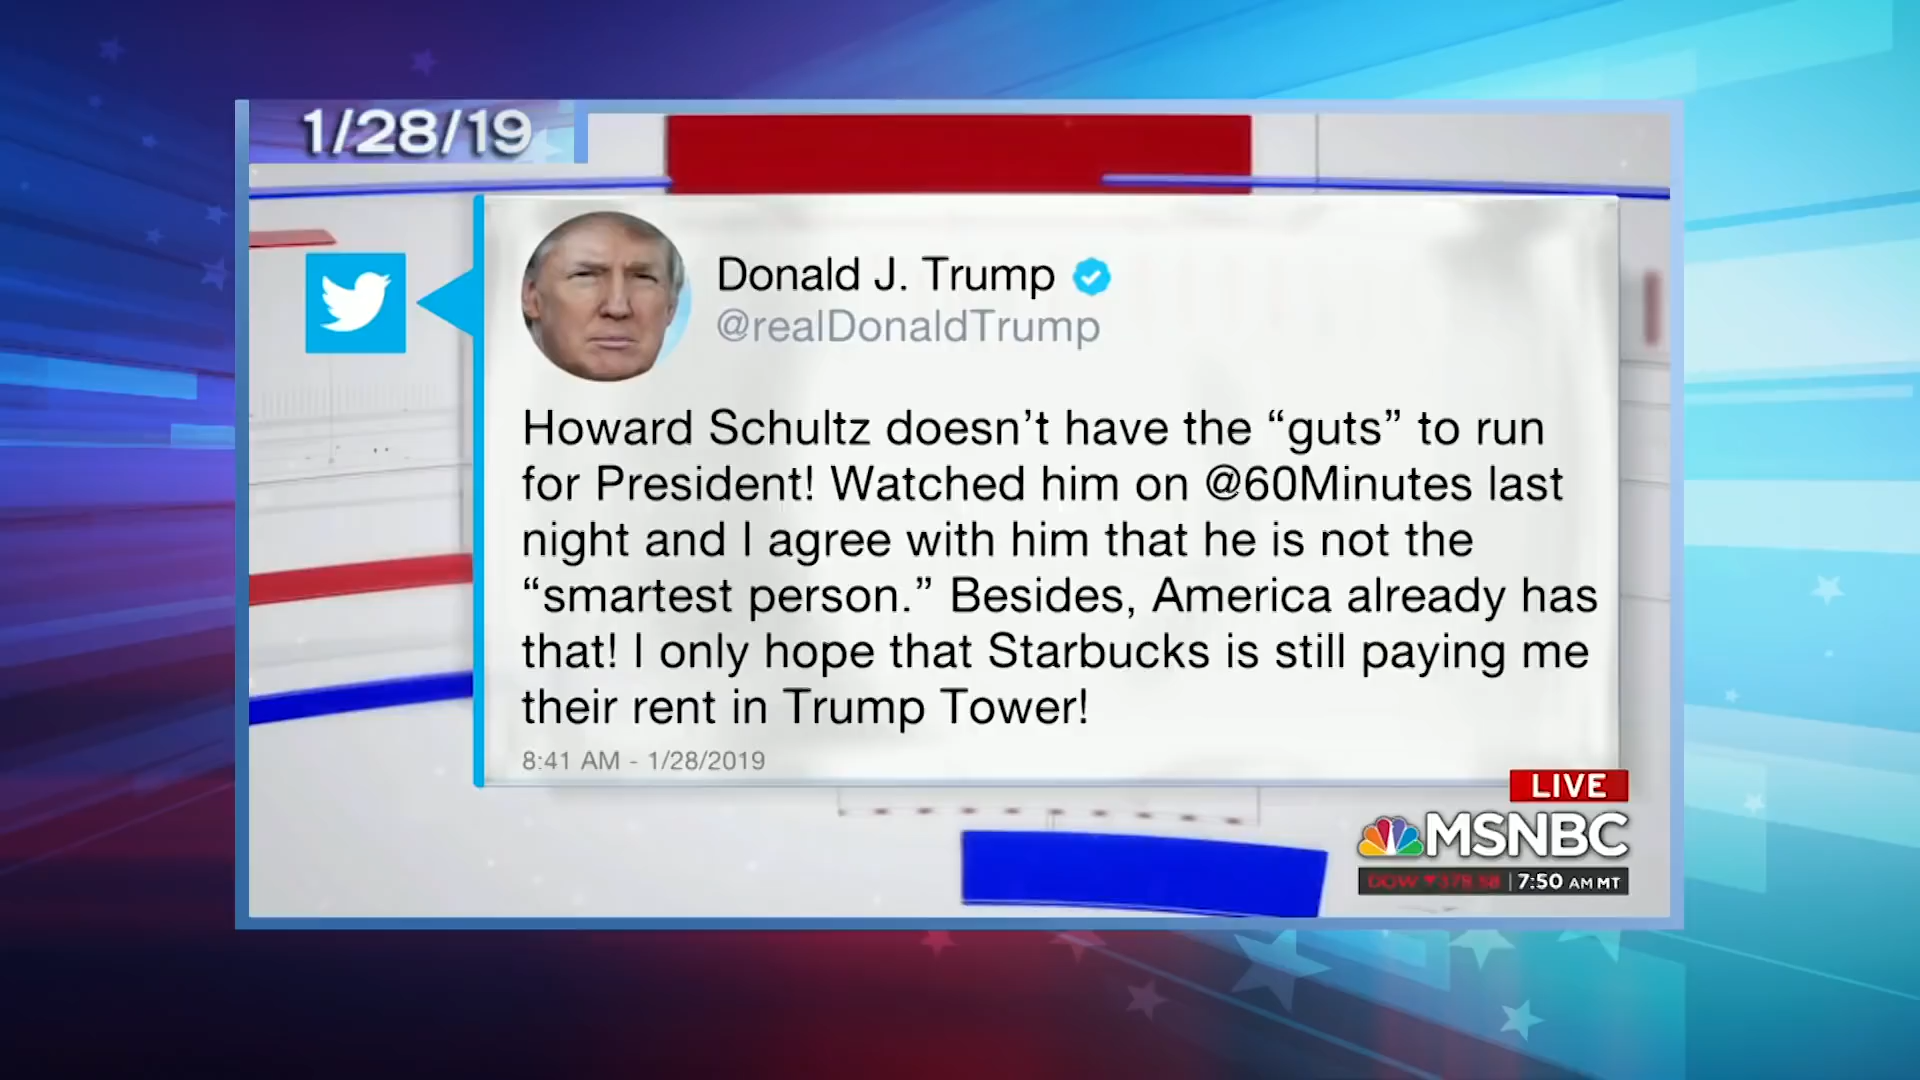 1/28/19
Donald J. Trump
@realDonaldTrump
Howard Schultz doesn’t have the “guts” to run
for President! Watched him on @60Minutes last
night and I agree with him that he is not the
“smartest person.” Besides, America already has
that! I only hope that Starbucks is still paying me
their rent in Trump Tower!
8:41 AM - 1/28/2019
LIVE
MSNBC
DOW ▼378.58 | 7:50 AM MT